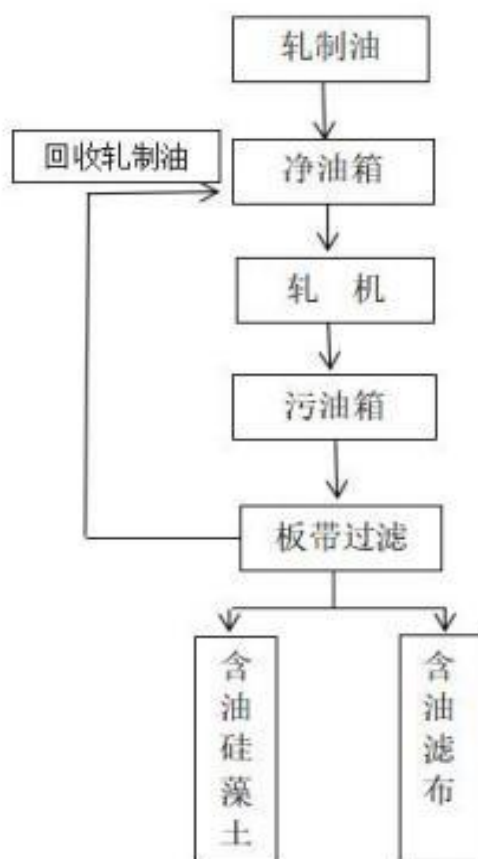 轧制油
回收轧制油
净油箱
轧 机
污油箱
板带过滤
含油硅藻土
含油滤布